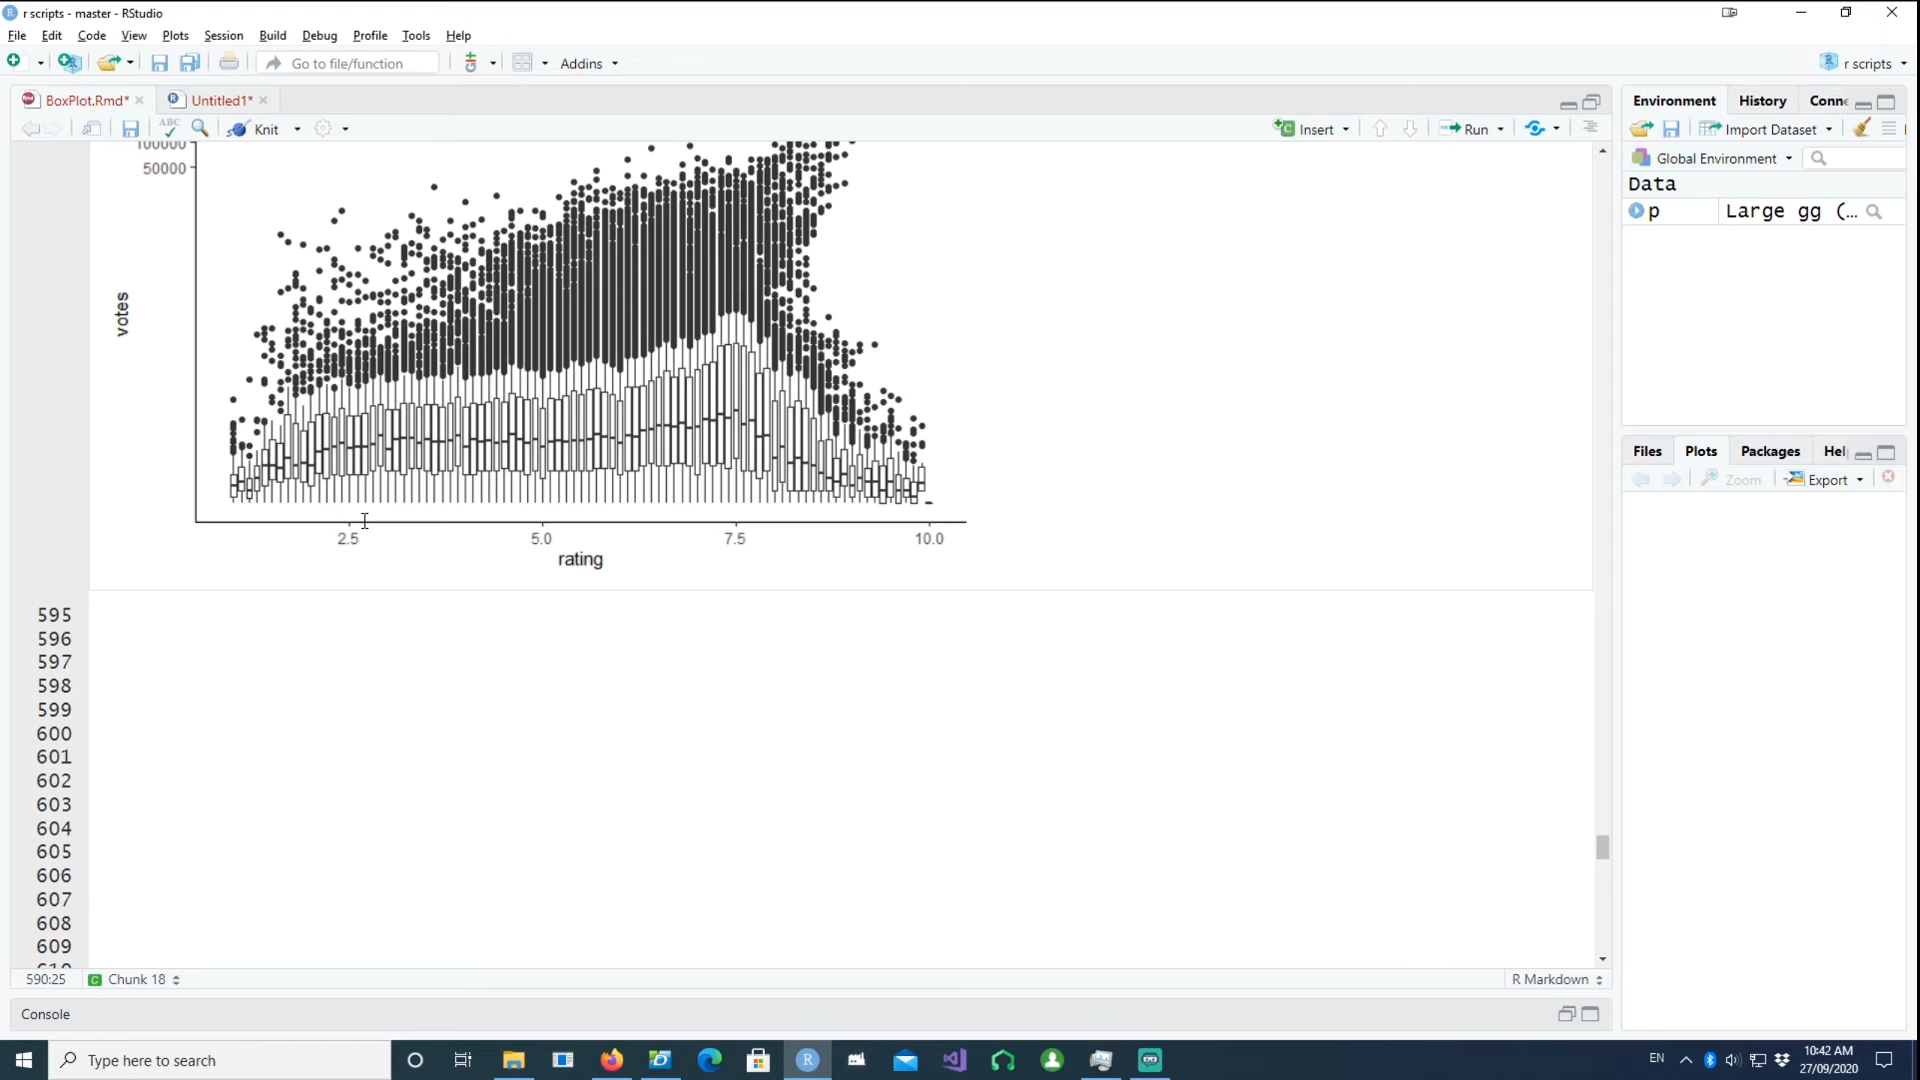 r scripts - master - RStudio
File Edit Code View Plots Session Build Debug Profile Tools Help
Go to file/function Addins r scripts
BoxPlot.Rmd* Untitled1* Environment History Conn
ABC Knit Insert Run Import Dataset
Global Environment
Data
p Large gg (…
100000
50000
votes
2.5 5.0 7.5 10.0
rating
Files Plots Packages Hel
Zoom Export
595
596
597
598
599
600
601
602
603
604
605
606
607
608
609
610
590:25 Chunk 18 R Markdown
Console
Type here to search
EN
10:42 AM
27/09/2020